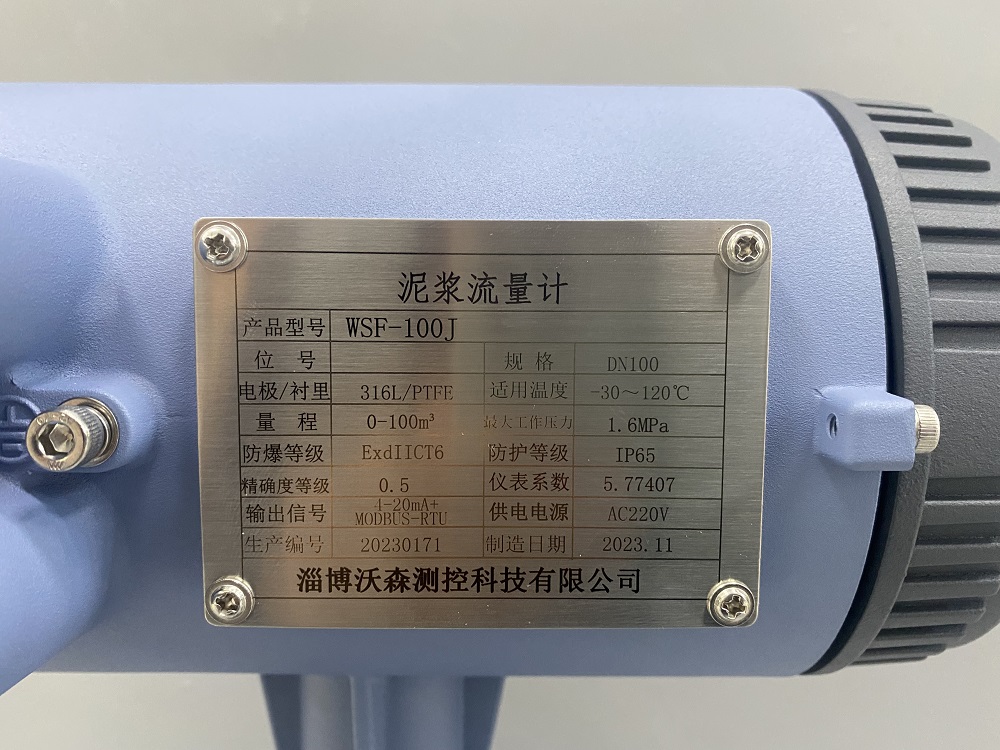 泥浆流量计
产品型号 WSF-100J
位号 规格 DN100
电极/衬里 316L/PTFE 适用温度 -30~120℃
量程 0-100m³ 最大工作压力 1.6MPa
防爆等级 ExdIICT6 防护等级 IP65
精确度等级 0.5 仪表系数 5.77407
输出信号 4-20mA+ MODBUS-RTU 供电电源 AC220V
生产编号 20230171 制造日期 2023.11
淄博沃森测控科技有限公司